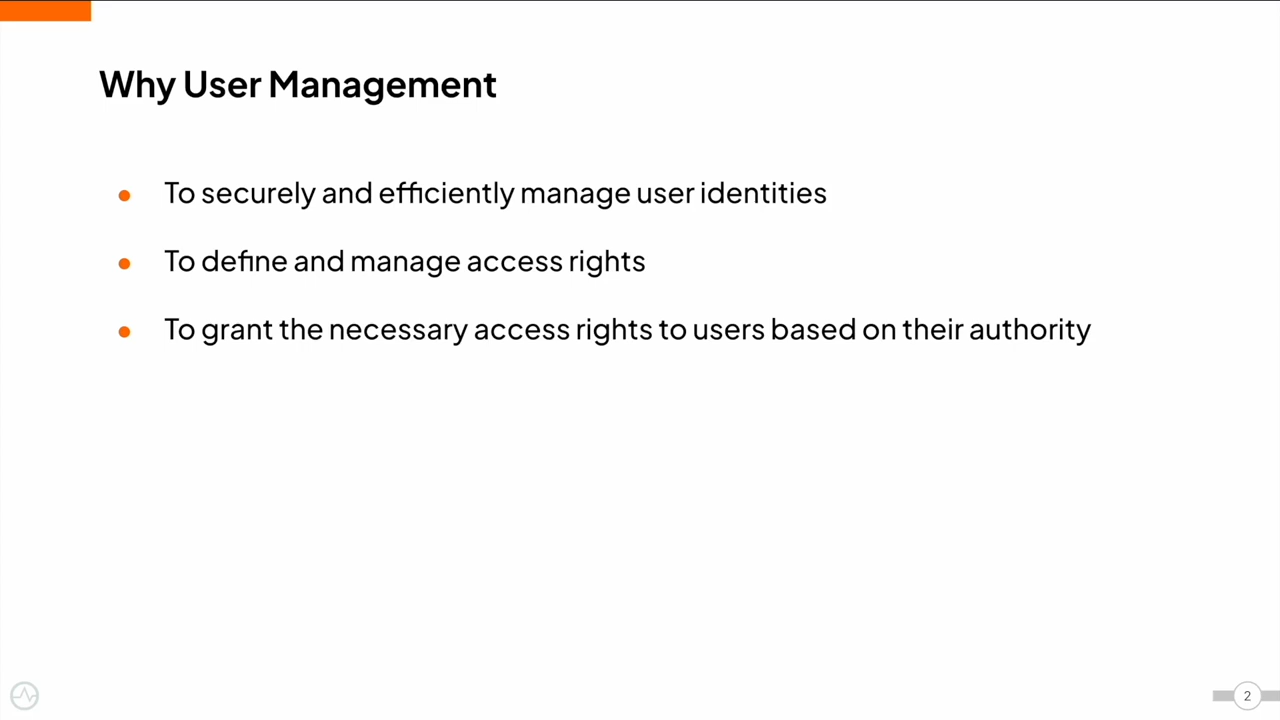 Why User Management
To securely and efficiently manage user identities
To define and manage access rights
To grant the necessary access rights to users based on their authority
2